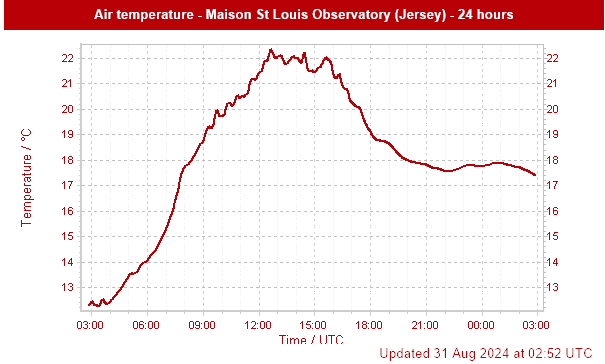 Air temperature - Maison St Louis Observatory (Jersey) - 24 hours
Temperature / °C
22 22
21 21
20 20
19 19
18 18
17 17
16 16
15 15
14 14
13 13
03:00 06:00 09:00 12:00 15:00 18:00 21:00 00:00 03:00
Time / UTC
Updated 31 Aug 2024 at 02:52 UTC